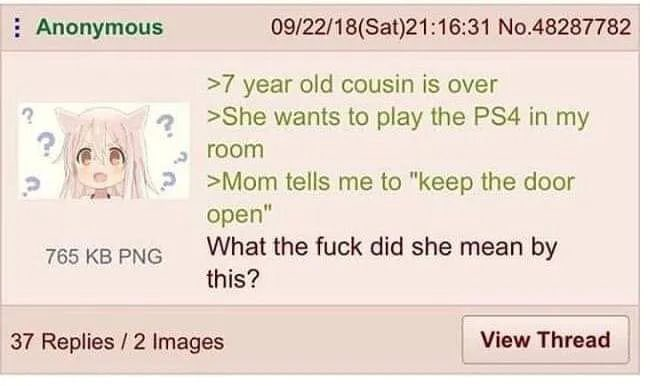 Anonymous 09/22/18(Sat)21:16:31 No.48287782
>7 year old cousin is over
>She wants to play the PS4 in my
room
>Mom tells me to "keep the door
open"
What the fuck did she mean by
this?
765 KB PNG
37 Replies / 2 Images
View Thread